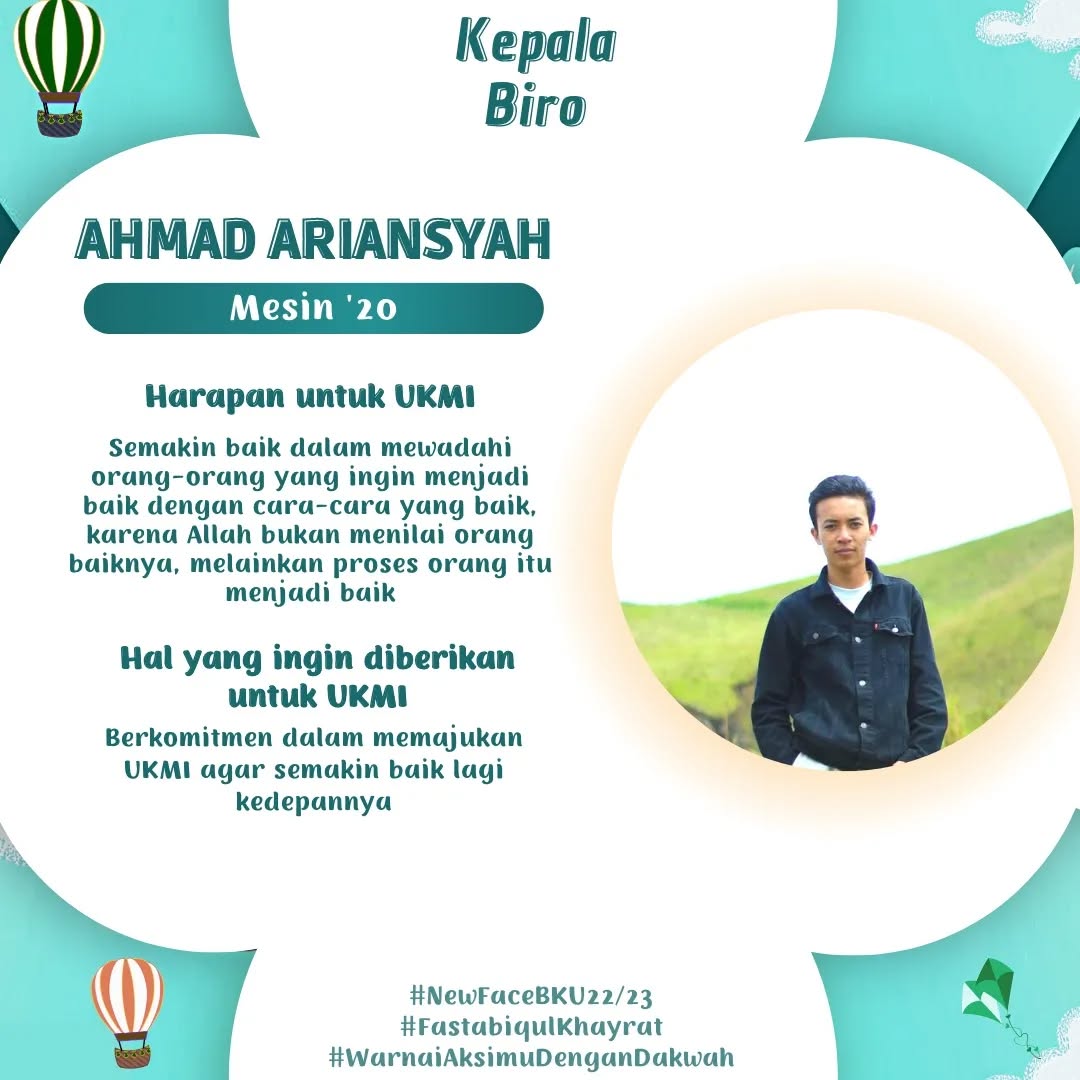 Kepala
Biro
AHMAD ARIANSYAH
Mesin '20
Harapan untuk UKMI
Semakin baik dalam mewadahi
orang-orang yang ingin menjadi
baik dengan cara-cara yang baik,
karena Allah bukan menilai orang
baiknya, melainkan proses orang itu
menjadi baik
Hal yang ingin diberikan
untuk UKMI
Berkomitmen dalam memajukan
UKMI agar semakin baik lagi
kedepannya
#NewFaceBKU22/23
#FastabiqulKhayrat
#WarnaiAksimuDenganDakwah